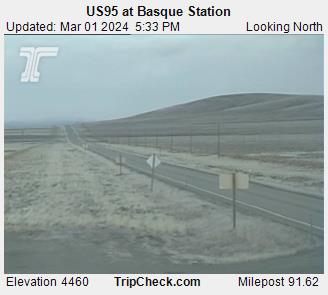 US95 at Basque Station
Updated: Mar 01 2024 5:33 PM Looking North
Elevation 4460 TripCheck.com Milepost 91.62